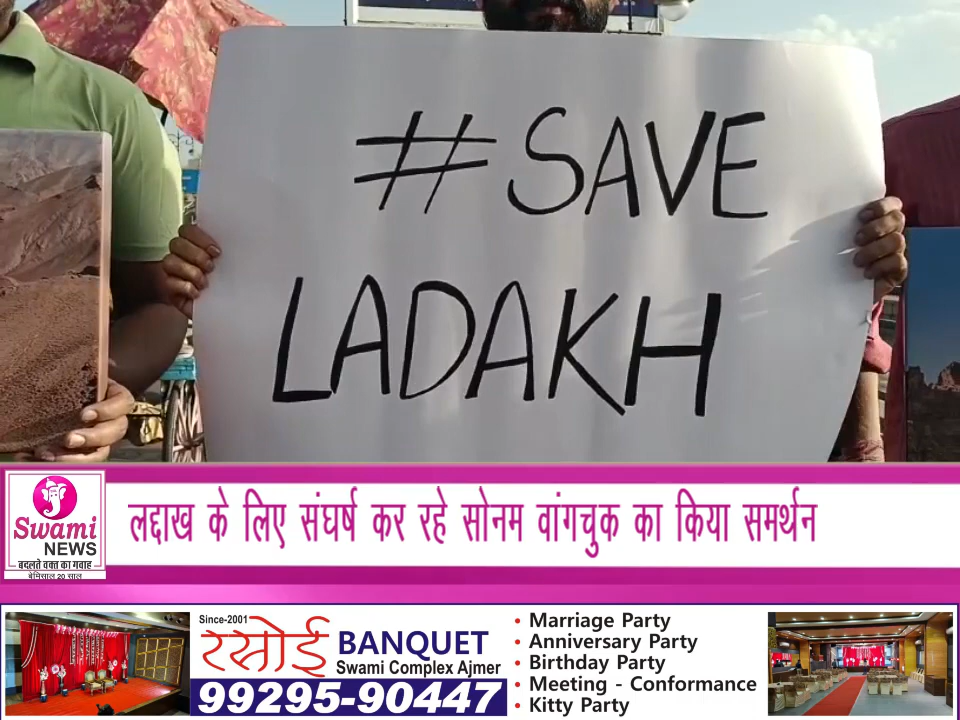 #SAVE
LADAKH
Swami
NEWS
बदलते वक्त का गवाह
बेमिसाल 20 साल
लद्दाख के लिए संघर्ष कर रहे सोनम वांगचुक का किया समर्थन
Since-2001
रसोई BANQUET
Swami Complex Ajmer
99295-90447
• Marriage Party
• Anniversary Party
• Birthday Party
• Meeting - Conformance
• Kitty Party